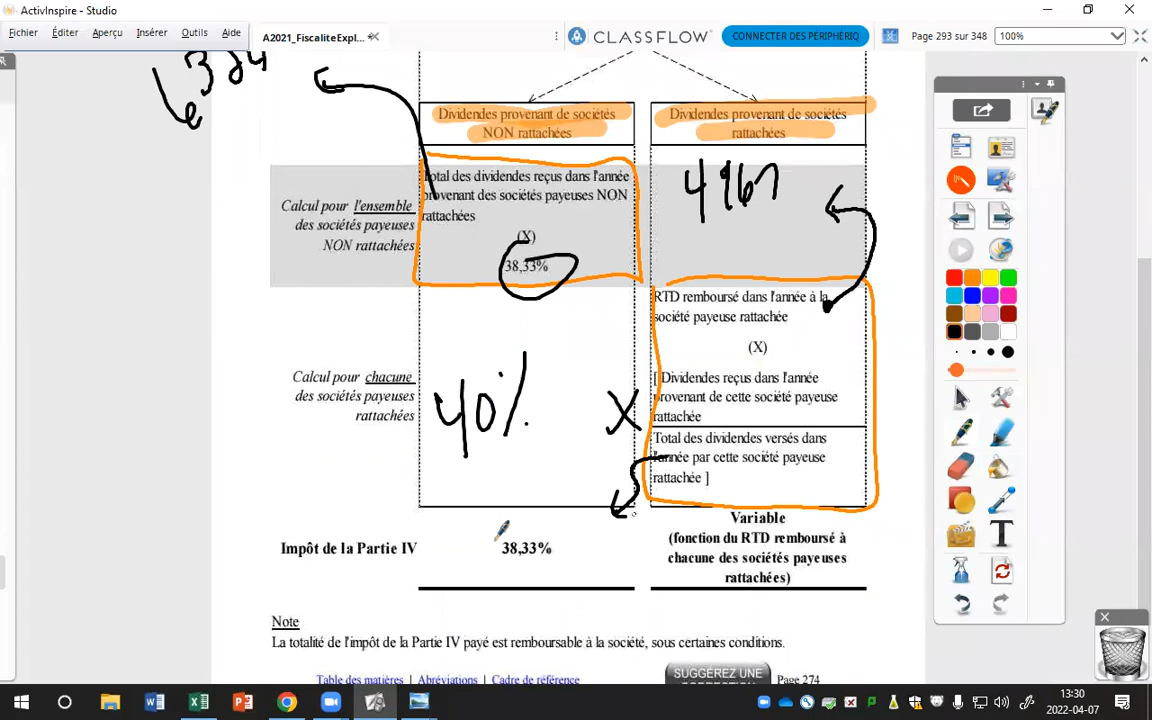 ActivInspire - Studio
Fichier Éditer Aperçu Insérer Outils Aide
A2021_FiscaliteExpl...
CLASSFLOW
CONNECTER DES PÉRIPHÉRIQ
Page 293 sur 348
100%
Dividendes provenant de sociétés
NON rattachées
Dividendes provenant de sociétés
rattachées
Calcul pour l'ensemble
des sociétés payeuses
NON rattachées
Total des dividendes reçus dans l'année
provenant des sociétés payeuses NON
rattachées
(X)
38,33%
4967
Calcul pour chacune
des sociétés payeuses
rattachées
40%
X
RTD remboursé dans l'année à la
société payeuse rattachée
(X)
[ Dividendes reçus dans l'année
provenant de cette société payeuse
rattachée
Total des dividendes versés dans
l'année par cette société payeuse
rattachée ]
Impôt de la Partie IV
38,33%
Variable
(fonction du RTD remboursé à
chacune des sociétés payeuses
rattachées)
Note
La totalité de l'impôt de la Partie IV payé est remboursable à la société, sous certaines conditions.
Table des matières | Abréviations | Cadre de référence
SUGGÉREZ UNE
Page 274
13:30
2022-04-07